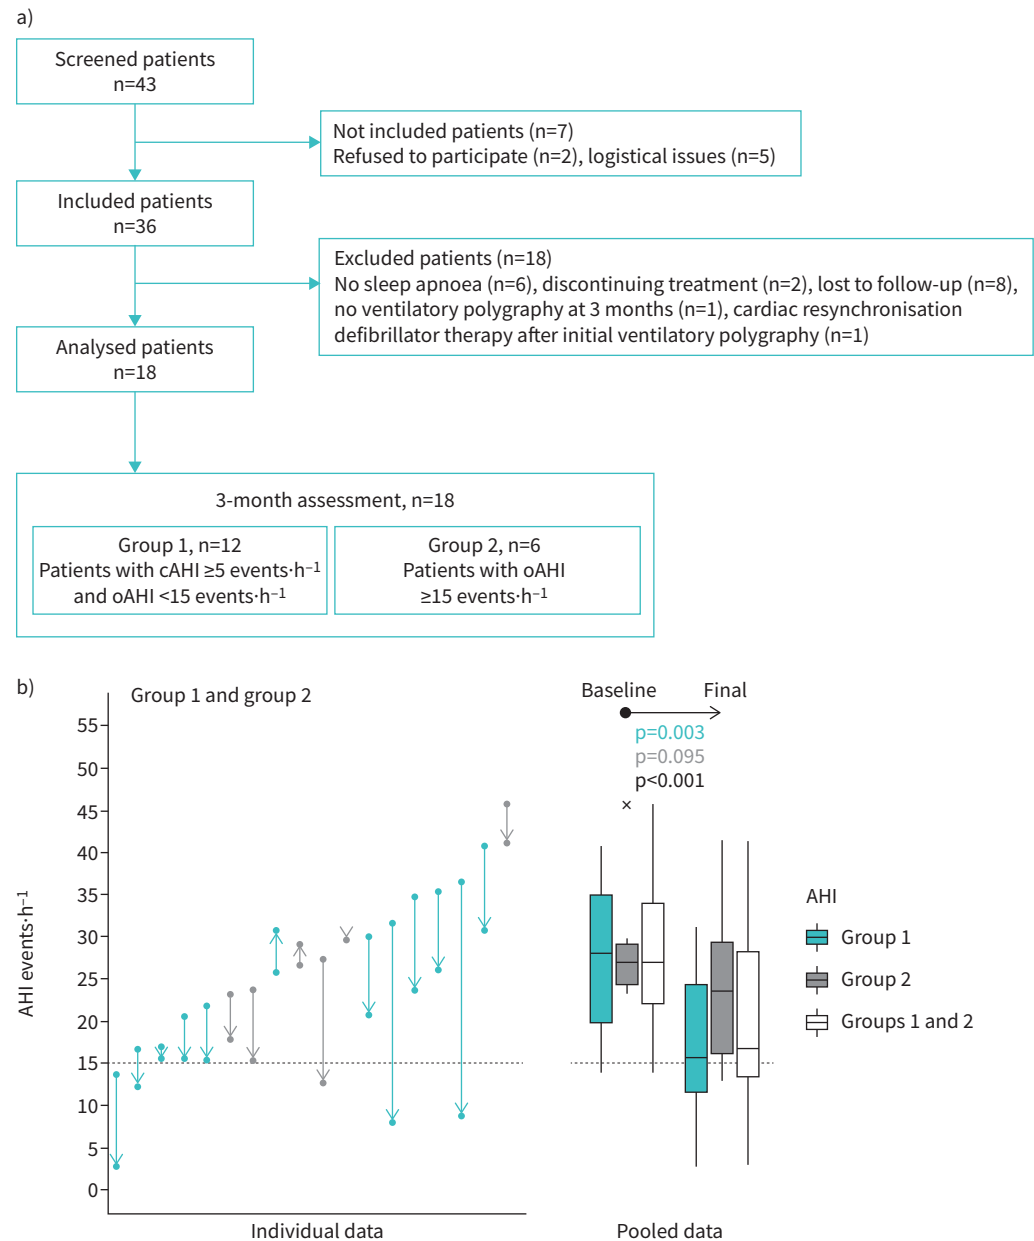 a)
Screened patients
n=43
Not included patients (n=7)
Refused to participate (n=2), logistical issues (n=5)
Included patients
n=36
Excluded patients (n=18)
No sleep apnoea (n=6), discontinuing treatment (n=2), lost to follow-up (n=8),
no ventilatory polygraphy at 3 months (n=1), cardiac resynchronisation
defibrillator therapy after initial ventilatory polygraphy (n=1)
Analysed patients
n=18
3-month assessment, n=18
Group 1, n=12
Patients with cAHI ≥5 events·h⁻¹
and oAHI <15 events·h⁻¹
Group 2, n=6
Patients with oAHI
≥15 events·h⁻¹
b)
Group 1 and group 2
AHI events·h⁻¹
55
50
45
40
35
30
25
20
15
10
5
0
Individual data
Baseline
Final
p=0.003
p=0.095
p<0.001
×
Pooled data
AHI
Group 1
Group 2
Groups 1 and 2